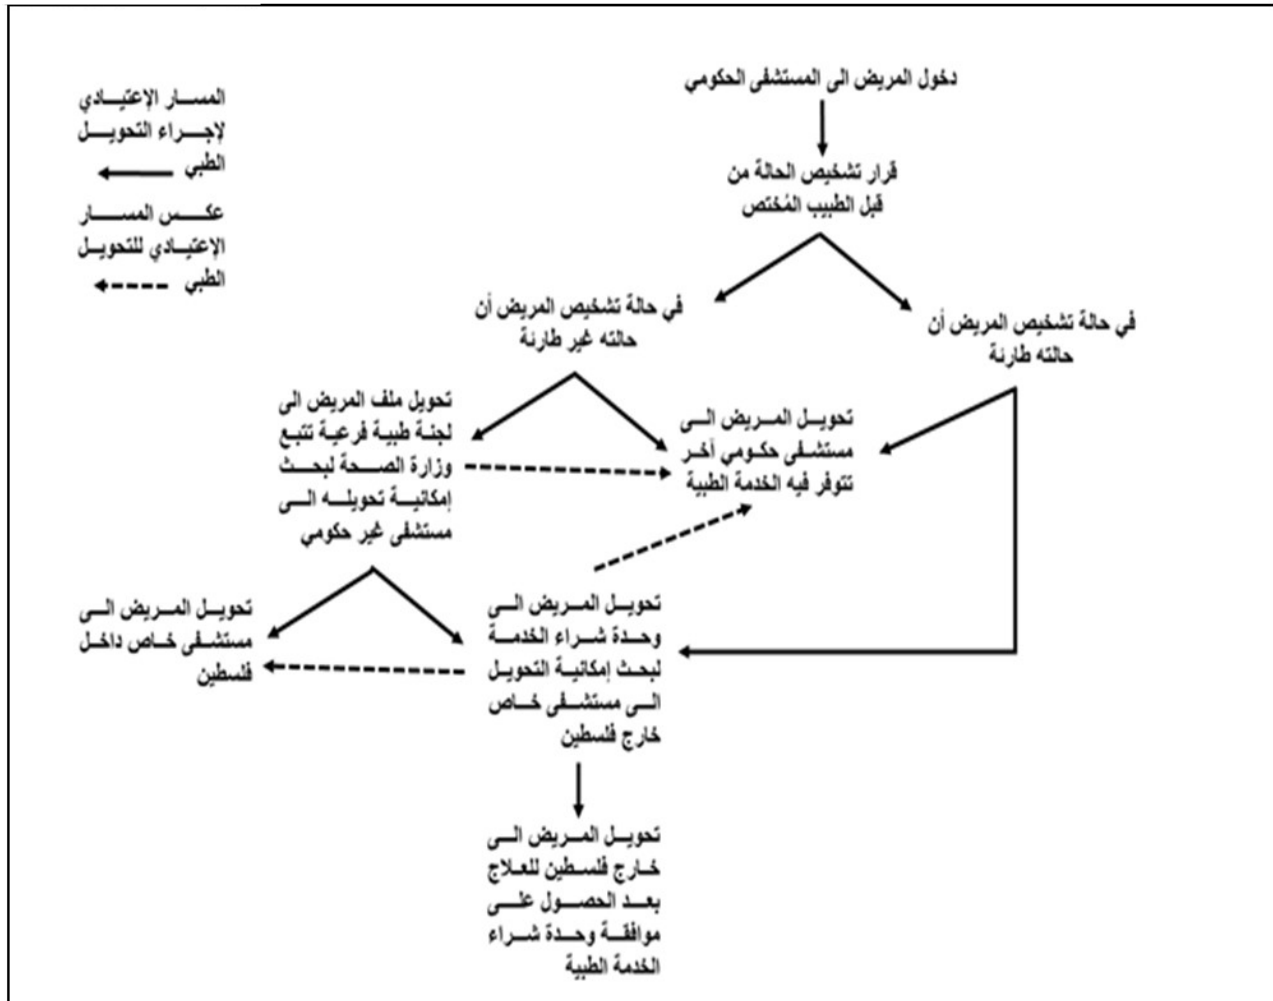 دخول المريض الى المستشفى الحكومي
قرار تشخيص الحالة من
قبل الطبيب المُختص
في حالة تشخيص المريض أن
حالته طارئة
في حالة تشخيص المريض أن
حالته غير طارئة
تحويل المريض الى
مستشفى حكومي آخر
تتوفر فيه الخدمة الطبية
تحويل ملف المريض الى
لجنة طبية فرعية تتبع
وزارة الصحة لبحث
إمكانية تحويله الى
مستشفى غير حكومي
تحويل المريض الى
وحدة شراء الخدمة
لبحث إمكانية التحويل
الى مستشفى خاص
خارج فلسطين
تحويل المريض الى
مستشفى خاص داخل
فلسطين
تحويل المريض الى
خارج فلسطين للعلاج
بعد الحصول على
موافقة وحدة شراء
الخدمة الطبية
المسار الإعتيادي
لإجراء التحويل
الطبي
عكس المسار
الإعتيادي للتحويل
الطبي